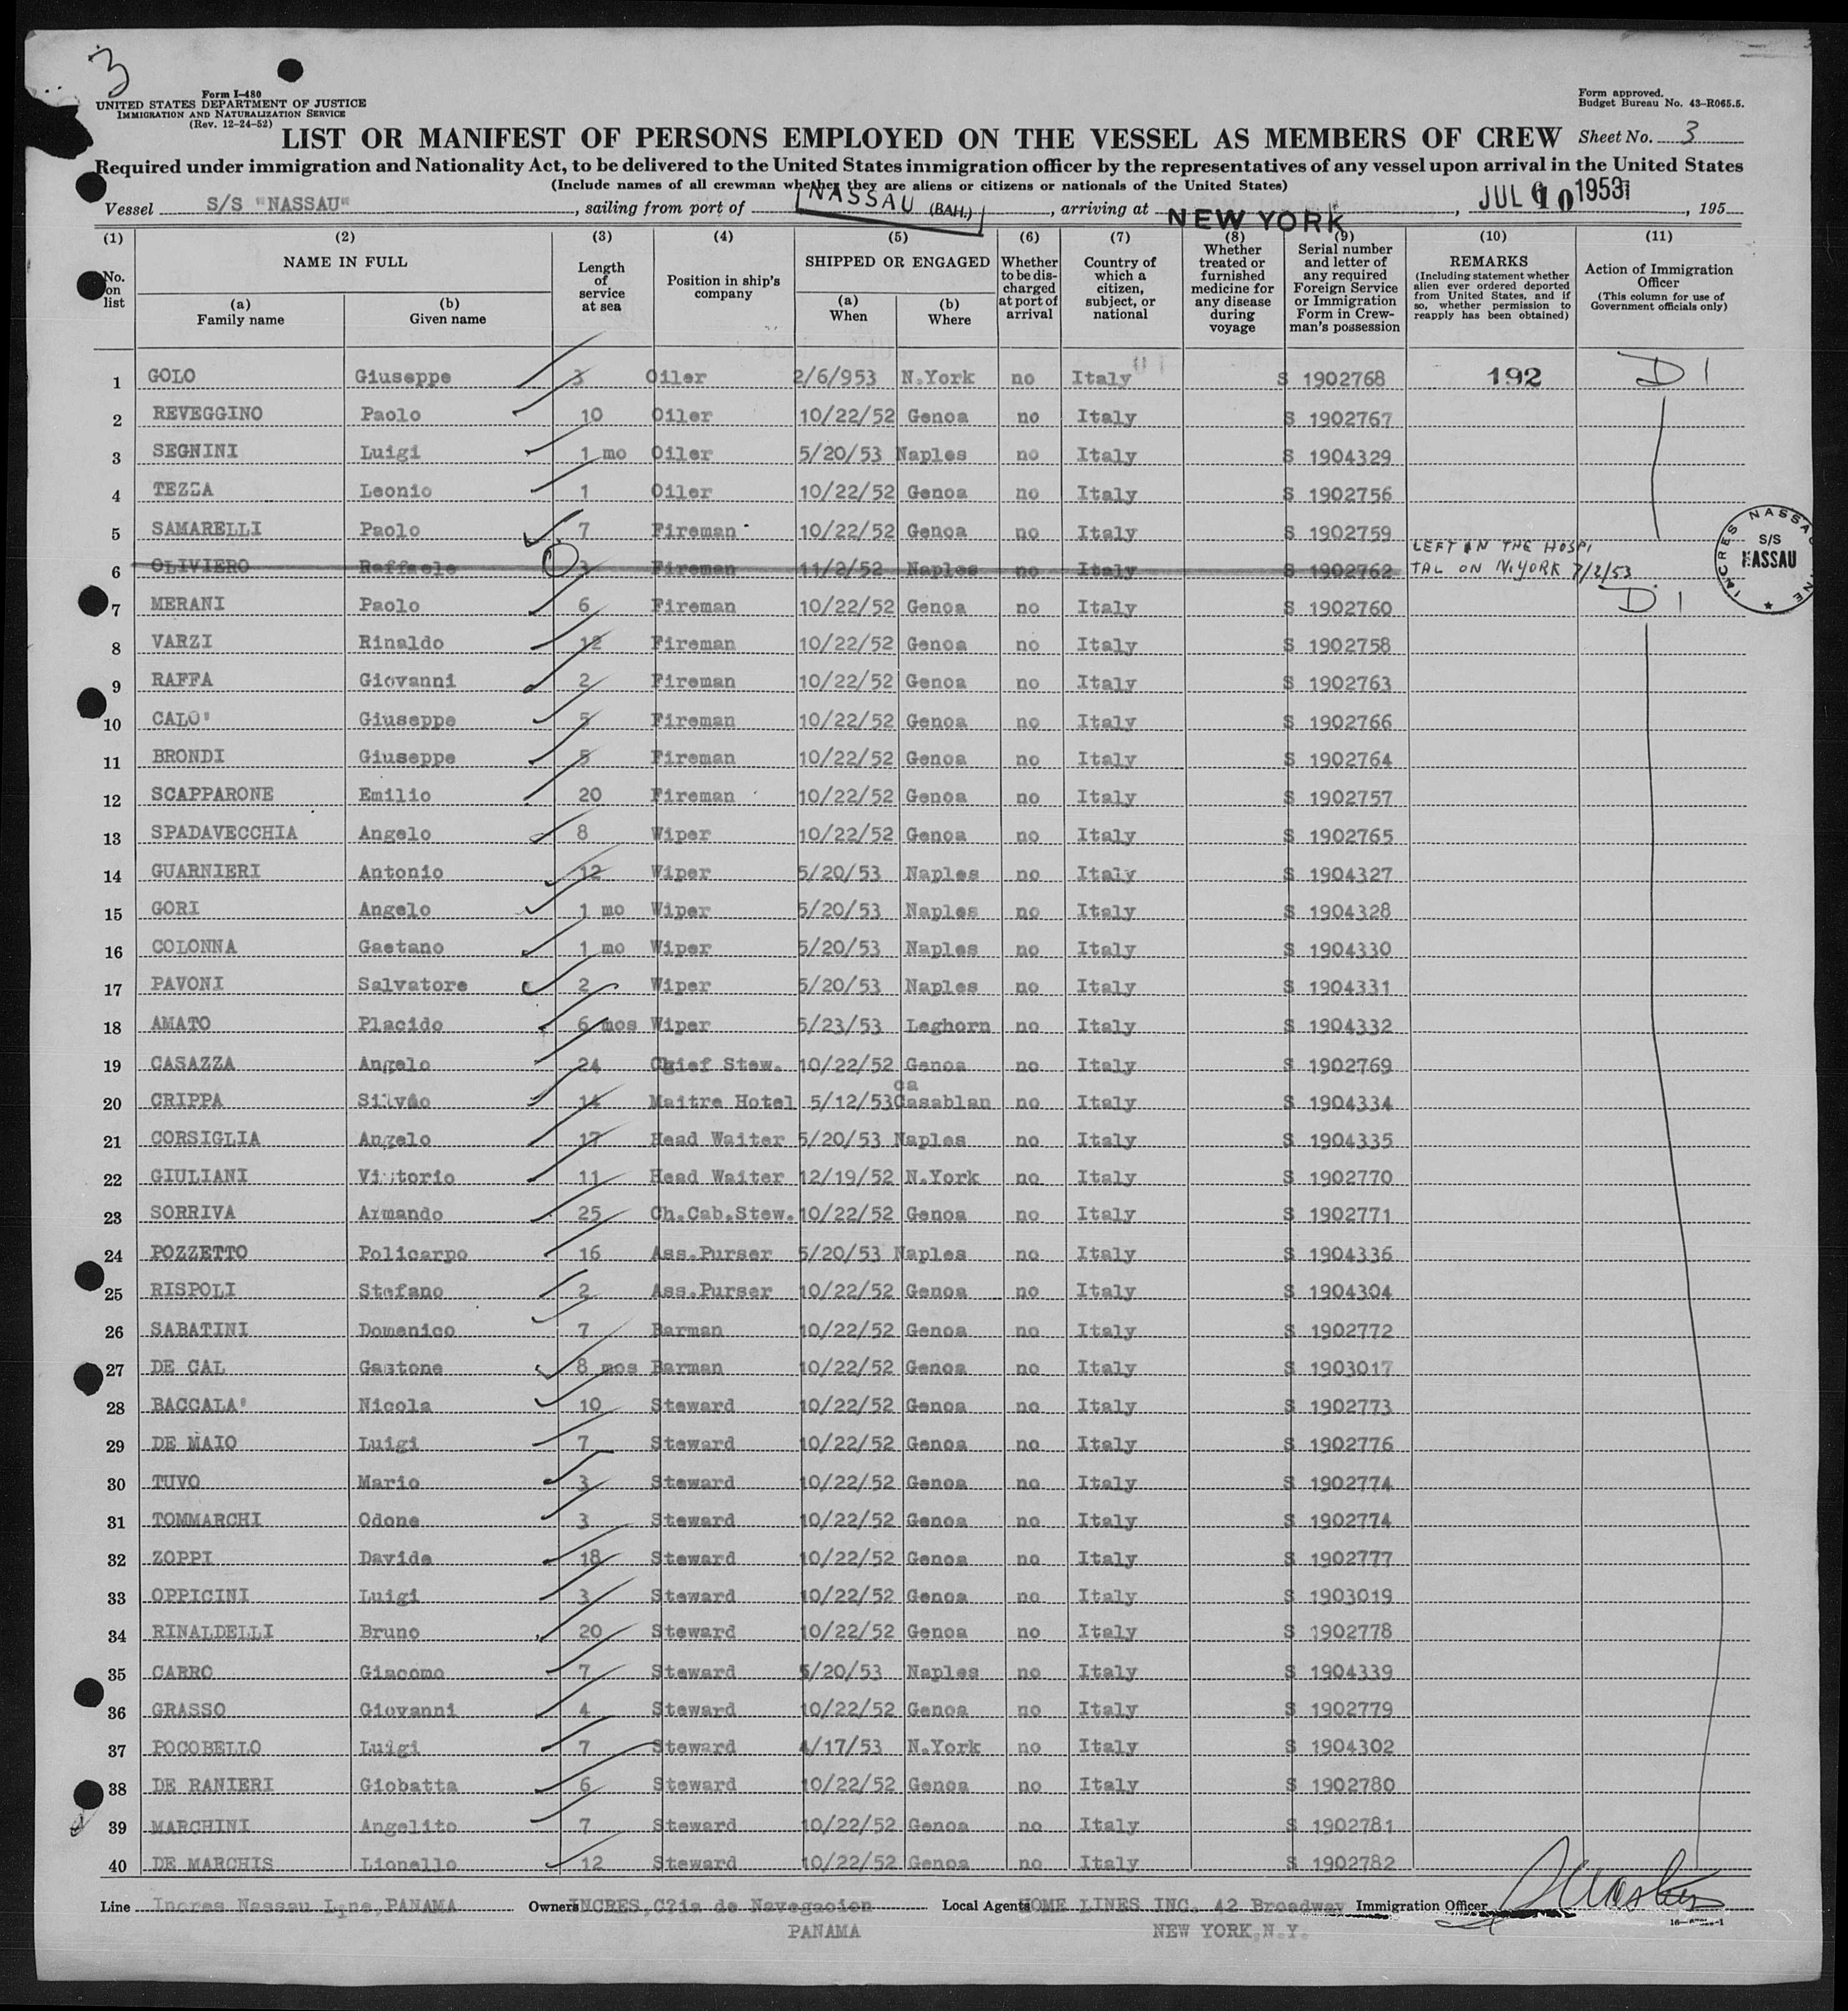 3
Form I-480
UNITED STATES DEPARTMENT OF JUSTICE
IMMIGRATION AND NATURALIZATION SERVICE
(Rev. 12-24-52)
Form approved.
Budget Bureau No. 43-R065.5.
LIST OR MANIFEST OF PERSONS EMPLOYED ON THE VESSEL AS MEMBERS OF CREW Sheet No. 3
Required under immigration and Nationality Act, to be delivered to the United States immigration officer by the representatives of any vessel upon arrival in the United States
(Include names of all crewman whether they are aliens or citizens or nationals of the United States)
Vessel S/S "NASSAU", sailing from port of NASSAU (BAH.), arriving at NEW YORK, JUL 10 1953, 195
(1) (2) (3) (4) (5) (6) (7) (8) (9) (10) (11)
No. on list
NAME IN FULL
(a) Family name
(b) Given name
Length of service at sea
Position in ship's company
SHIPPED OR ENGAGED
(a) When
(b) Where
Whether to be discharged at port of arrival
Country of which a citizen, subject, or national
Whether treated or furnished medicine for any disease during voyage
Serial number and letter of any required Foreign Service or Immigration Form in Crewman's possession
REMARKS
(Including statement whether alien ever ordered deported from United States, and if so, whether permission to reapply has been obtained)
Action of Immigration Officer
(This column for use of Government officials only)
1 GOLO Giuseppe 3 Oiler 2/6/953 N.York no Italy S 1902768 192 D 1
2 REVEGGINO Paolo 10 Oiler 10/22/52 Genoa no Italy S 1902767
3 SEGNINI Luigi 1 mo Oiler 5/20/53 Naples no Italy S 1904329
4 TEZZA Leonio 1 Oiler 10/22/52 Genoa no Italy S 1902756
5 SAMARELLI Paolo 7 Fireman 10/22/52 Genoa no Italy S 1902759
6 OLIVIERO Raffaele 3 Fireman 11/2/52 Naples no Italy S 1902762 LEFT IN THE HOSPI
TAL ON N.YORK 7/2/53
INCRES NASSAU LINE S/S NASSAU
7 MERANI Paolo 6 Fireman 10/22/52 Genoa no Italy S 1902760 D 1
8 VARZI Rinaldo 12 Fireman 10/22/52 Genoa no Italy S 1902758
9 RAFFA Giovanni 2 Fireman 10/22/52 Genoa no Italy S 1902763
10 CALO' Giuseppe 5 Fireman 10/22/52 Genoa no Italy S 1902766
11 BRONDI Giuseppe 5 Fireman 10/22/52 Genoa no Italy S 1902764
12 SCAPPARONE Emilio 20 Fireman 10/22/52 Genoa no Italy S 1902757
13 SPADAVECCHIA Angelo 8 Wiper 10/22/52 Genoa no Italy S 1902765
14 GUARNIERI Antonio 12 Wiper 5/20/53 Naples no Italy S 1904327
15 GORI Angelo 1 mo Wiper 5/20/53 Naples no Italy S 1904328
16 COLONNA Gaetano 1 mo Wiper 5/20/53 Naples no Italy S 1904330
17 PAVONI Salvatore 2 Wiper 5/20/53 Naples no Italy S 1904331
18 AMATO Placido 6 mos Wiper 5/23/53 Leghorn no Italy S 1904332
19 CASAZZA Angelo 24 Chief Stew. 10/22/52 Genoa no Italy S 1902769
20 CRIPPA Silvio 14 Maitre Hotel 5/12/53 Casablan ca no Italy S 1904334
21 CORSIGLIA Angelo 17 Head Waiter 5/20/53 Naples no Italy S 1904335
22 GIULIANI Vittorio 11 Head Waiter 12/19/52 N.York no Italy S 1902770
23 SORRIVA Armando 25 Ch.Cab.Stew. 10/22/52 Genoa no Italy S 1902771
24 POZZETTO Policarpo 16 Ass.Purser 5/20/53 Naples no Italy S 1904336
25 RISPOLI Stefano 2 Ass.Purser 10/22/52 Genoa no Italy S 1904304
26 SABATINI Domenico 7 Barman 10/22/52 Genoa no Italy S 1902772
27 DE CAL Gastone 8 mos Barman 10/22/52 Genoa no Italy S 1903017
28 BACCALA' Nicola 10 Steward 10/22/52 Genoa no Italy S 1902773
29 DE MAIO Luigi 7 Steward 10/22/52 Genoa no Italy S 1902776
30 TUVO Mario 3 Steward 10/22/52 Genoa no Italy S 1902774
31 TOMMARCHI Odone 3 Steward 10/22/52 Genoa no Italy S 1902774
32 ZOPPI Davide 18 Steward 10/22/52 Genoa no Italy S 1902777
33 OPPICINI Luigi 3 Steward 10/22/52 Genoa no Italy S 1903019
34 RINALDELLI Bruno 20 Steward 10/22/52 Genoa no Italy S 1902778
35 CARRO Giacomo 7 Steward 5/20/53 Naples no Italy S 1904339
36 GRASSO Giovanni 4 Steward 10/22/52 Genoa no Italy S 1902779
37 POCOBELLO Luigi 7 Steward 4/17/53 N.York no Italy S 1904302
38 DE RANIERI Giobatta 6 Steward 10/22/52 Genoa no Italy S 1902780
39 MARCHINI Angelito 7 Steward 10/22/52 Genoa no Italy S 1902781
40 DE MARCHIS Lionello 12 Steward 10/22/52 Genoa no Italy S 1902782
Line Incres Nassau Line, PANAMA Owners INCRES, C?ia de Navegacion Local Agents HOME LINES INC. 42 Broadway Immigration Officer
PANAMA NEW YORK, N.Y.